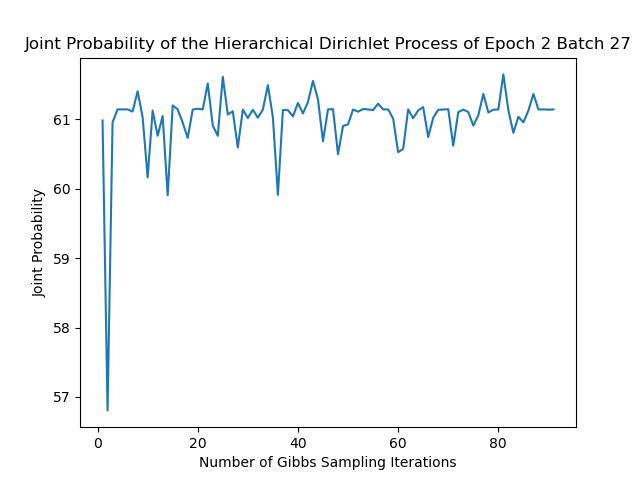 Joint Probability of the Hierarchical Dirichlet Process of Epoch 2 Batch 27
61
60
59
58
57
Joint Probability
0 20 40 60 80
Number of Gibbs Sampling Iterations